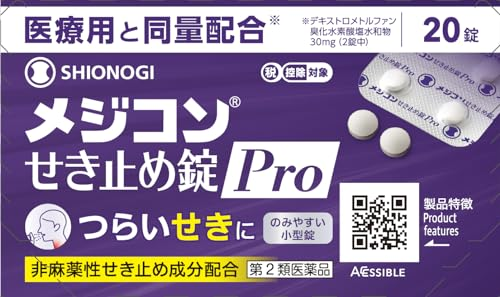 医療用と同量配合※
※デキストロメトルファン
臭化水素酸塩水和物
30mg (2錠中)
20錠
SHIONOGI
税 控除 対象
メジコン®
せき止め錠 Pro
つらいせきに
のみやすい
小型錠
製品特徴
Product
features
非麻薬性せき止め成分配合
第2類医薬品
ACESSIBLE